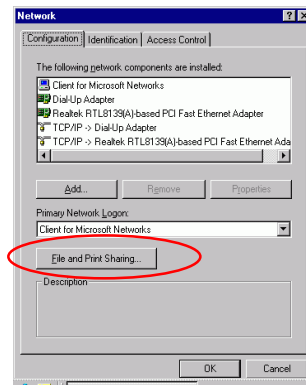 Network
Configuration Identification Access Control
The following network components are installed:
Client for Microsoft Networks
Dial-Up Adapter
Realtek RTL8139(A)-based PCI Fast Ethernet Adapter
TCP/IP -> Dial-Up Adapter
TCP/IP -> Realtek RTL8139(A)-based PCI Fast Ethernet Ada
Add... Remove Properties
Primary Network Logon:
Client for Microsoft Networks
File and Print Sharing...
Description
OK Cancel